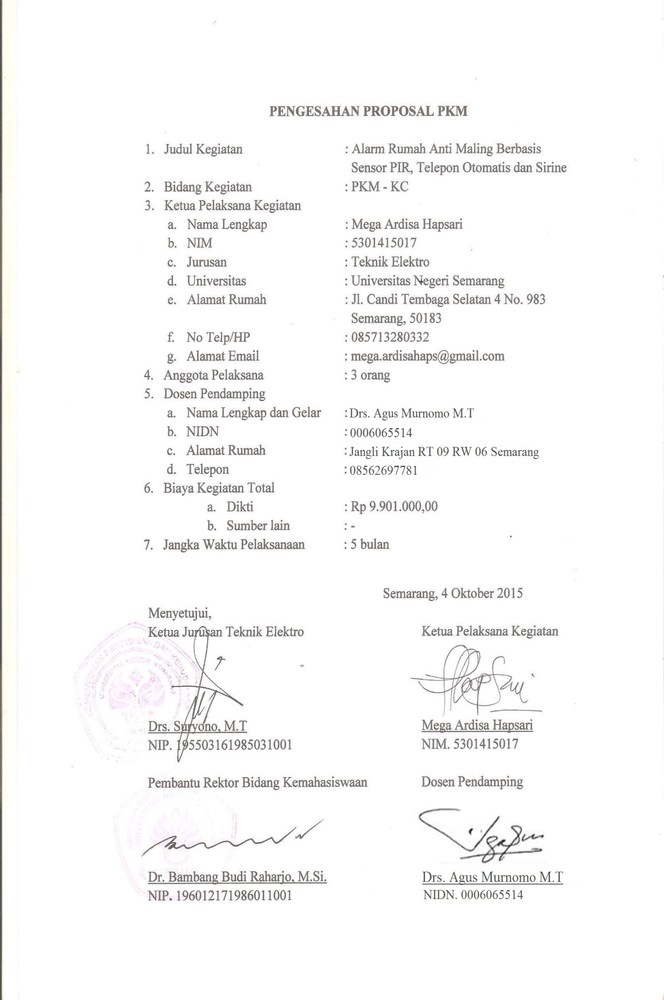 PENGESAHAN PROPOSAL PKM
1. Judul Kegiatan : Alarm Rumah Anti Maling Berbasis
Sensor PIR, Telepon Otomatis dan Sirine
2. Bidang Kegiatan : PKM - KC
3. Ketua Pelaksana Kegiatan
a. Nama Lengkap : Mega Ardisa Hapsari
b. NIM : 5301415017
c. Jurusan : Teknik Elektro
d. Universitas : Universitas Negeri Semarang
e. Alamat Rumah : Jl. Candi Tembaga Selatan 4 No. 983
Semarang, 50183
f. No Telp/HP : 085713280332
g. Alamat Email : mega.ardisahaps@gmail.com
4. Anggota Pelaksana : 3 orang
5. Dosen Pendamping
a. Nama Lengkap dan Gelar : Drs. Agus Murnomo M.T
b. NIDN : 0006065514
c. Alamat Rumah : Jangli Krajan RT 09 RW 06 Semarang
d. Telepon : 08562697781
6. Biaya Kegiatan Total
a. Dikti : Rp 9.901.000,00
b. Sumber lain : -
7. Jangka Waktu Pelaksanaan : 5 bulan
Semarang, 4 Oktober 2015
Menyetujui,
Ketua Jurusan Teknik Elektro Ketua Pelaksana Kegiatan
Drs. Suryono, M.T Mega Ardisa Hapsari
NIP. 195503161985031001 NIM. 5301415017
Pembantu Rektor Bidang Kemahasiswaan Dosen Pendamping
Dr. Bambang Budi Raharjo, M.Si. Drs. Agus Murnomo M.T
NIP. 196012171986011001 NIDN. 0006065514